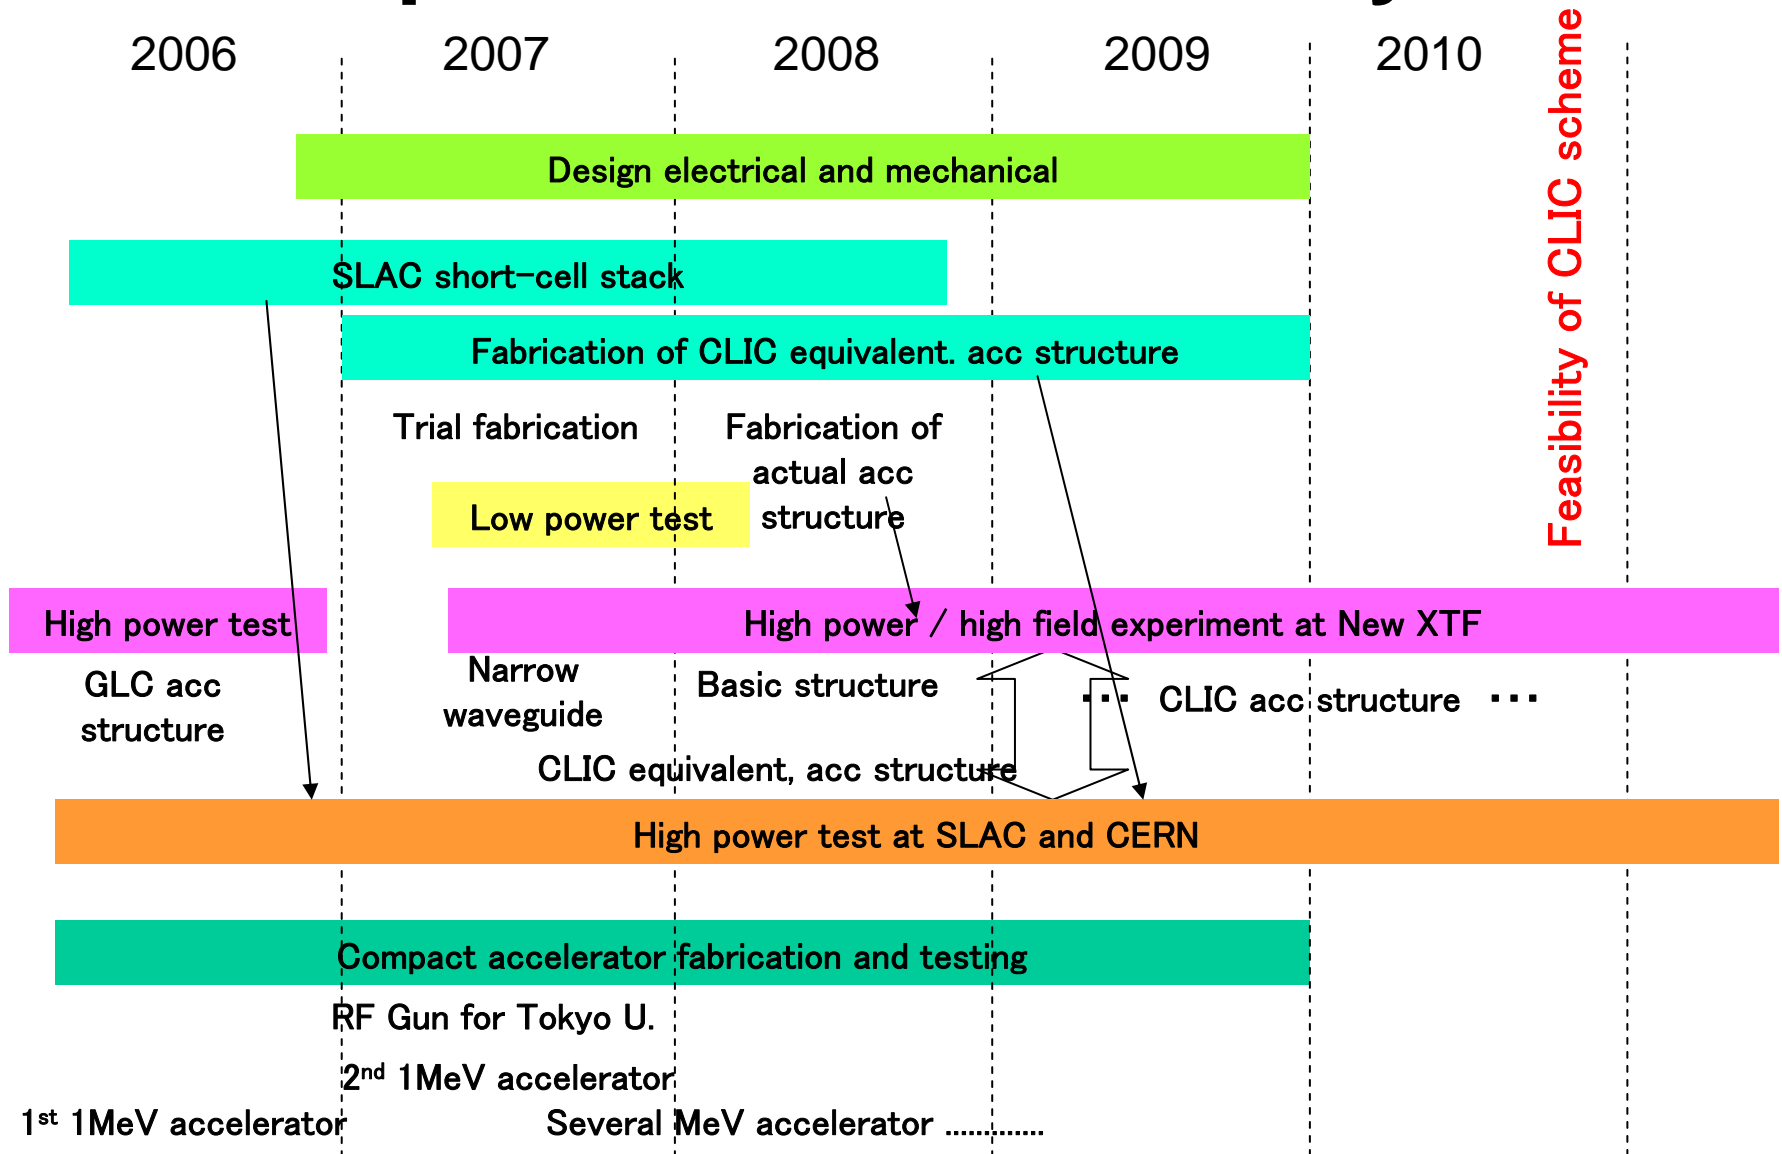 2006 2007 2008 2009 2010
Feasibility of CLIC scheme
Design electrical and mechanical
SLAC short-cell stack
Fabrication of CLIC equivalent. acc structure
Trial fabrication
Fabrication of
actual acc
structure
Low power test
High power test
High power / high field experiment at New XTF
GLC acc
structure
Narrow
waveguide
Basic structure
··· CLIC acc structure ···
CLIC equivalent, acc structure
High power test at SLAC and CERN
Compact accelerator fabrication and testing
RF Gun for Tokyo U.
2nd 1MeV accelerator
1st 1MeV accelerator
Several MeV accelerator .............